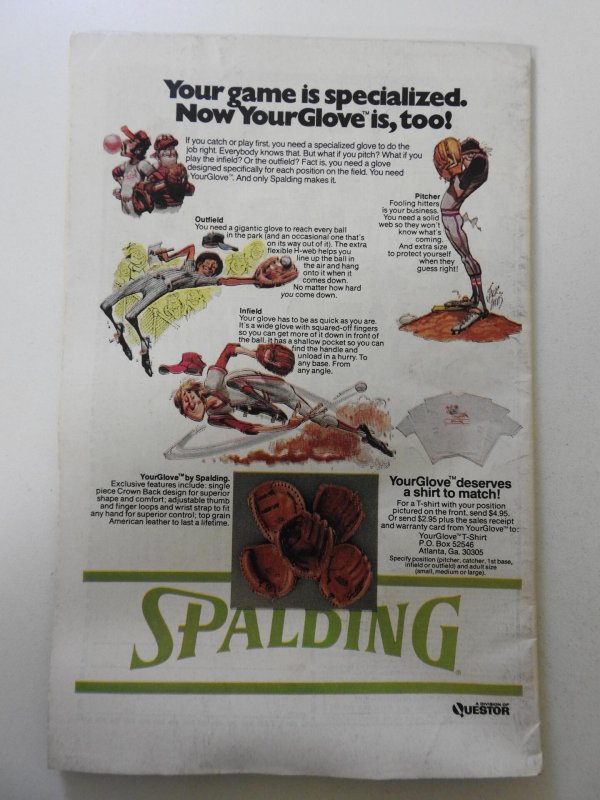 Your game is specialized.
Now YourGlove™ is, too!
If you catch or play first, you need a specialized glove to do the
job right. Everybody knows that. But what if you pitch? What if you
play the infield? Or the outfield? Fact is, you need a glove
designed specifically for each position on the field. You need
YourGlove™. And only Spalding makes it.
Pitcher
Fooling hitters
is your business.
You need a solid
web so they won't
know what's
coming.
And extra size
to protect yourself
when they
guess right!
Outfield
You need a gigantic glove to reach every ball
in the park (and an occasional one that's
on its way out of it). The extra
flexible H-web helps you
line up the ball in
the air and hang
onto it when it
comes down.
No matter how hard
you come down.
Infield
Your glove has to be as quick as you are.
It's a wide glove with squared-off fingers
so you can get more of it down in front of
the ball. It has a shallow pocket so you can
find the handle and
unload in a hurry. To
any base. From
any angle.
YourGlove™ by Spalding.
Exclusive features include: single
piece Crown Back design for superior
shape and comfort; adjustable thumb
and finger loops and wrist strap to fit
any hand for superior control; top grain
American leather to last a lifetime.
YourGlove™ deserves
a shirt to match!
For a T-shirt with your position
pictured on the front, send $4.95.
Or send $2.95 plus the sales receipt
and warranty card from YourGlove™ to:
YourGlove™ T-Shirt
P.O. Box 52546
Atlanta, Ga. 30305
Specify position (pitcher, catcher, 1st base,
infield or outfield) and adult size
(small, medium or large).
SPALDING®
A DIVISION OF
QUESTOR